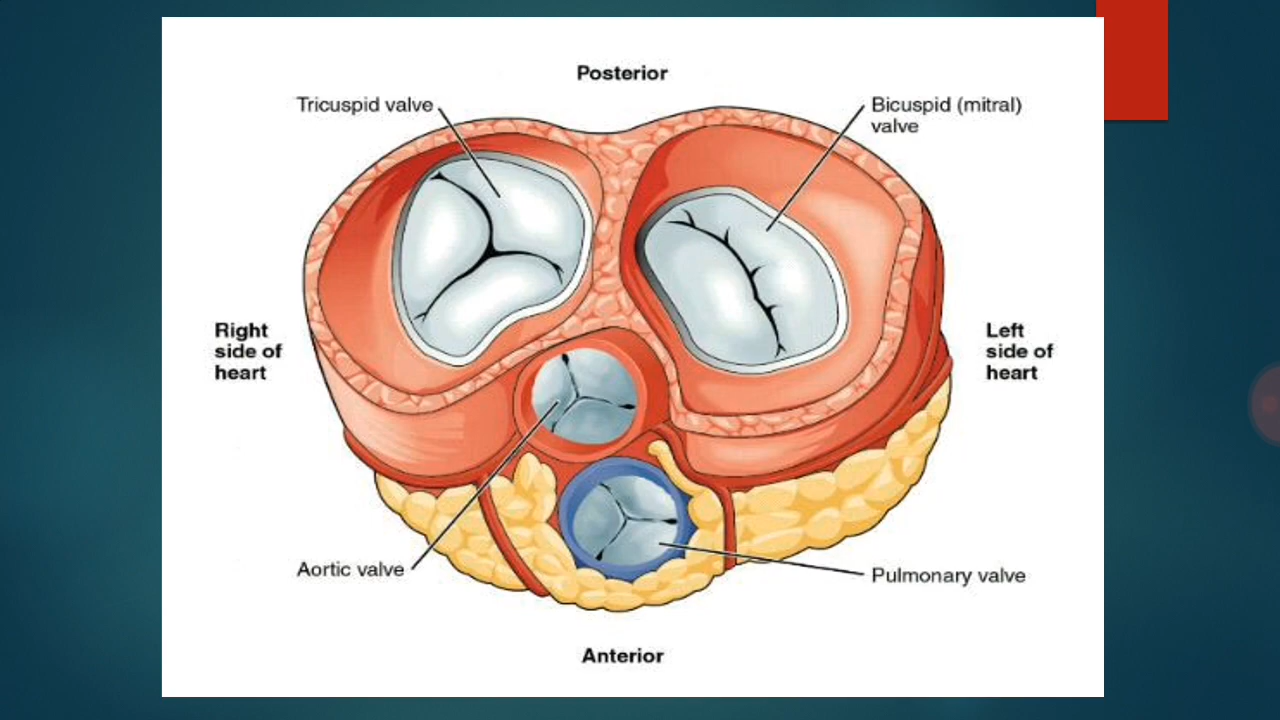 Posterior
Tricuspid valve
Bicuspid (mitral)
valve
Right
side of
heart
Left
side of
heart
Aortic valve
Pulmonary valve
Anterior